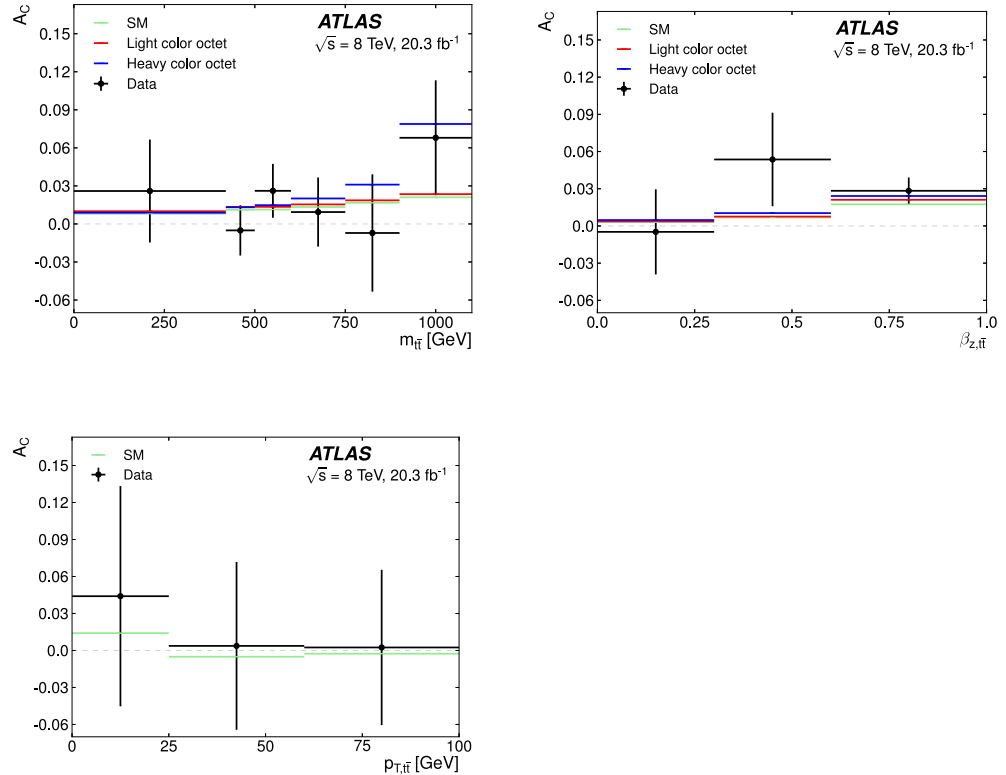 A_C
SM
Light color octet
Heavy color octet
Data
ATLAS
√s = 8 TeV, 20.3 fb⁻¹
0.15
0.12
0.09
0.06
0.03
0.0
-0.03
-0.06
0 250 500 750 1000
m_tt̄ [GeV]
A_C
SM
Light color octet
Heavy color octet
Data
ATLAS
√s = 8 TeV, 20.3 fb⁻¹
0.15
0.12
0.09
0.06
0.03
0.0
-0.03
-0.06
0.0 0.25 0.5 0.75 1.0
β_z,tt̄
A_C
SM
Data
ATLAS
√s = 8 TeV, 20.3 fb⁻¹
0.15
0.12
0.09
0.06
0.03
0.0
-0.03
-0.06
0 25 50 75 100
p_T,tt̄ [GeV]